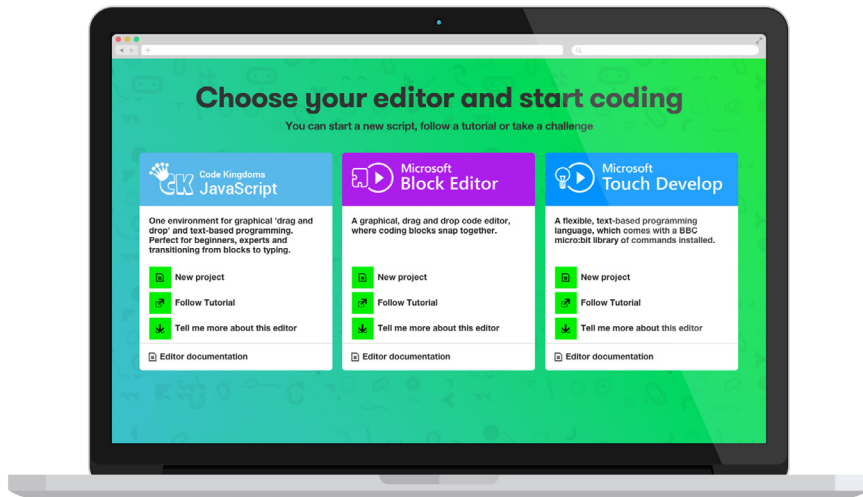 Choose your editor and start coding
You can start a new script, follow a tutorial or take a challenge
Code Kingdoms
JavaScript
One environment for graphical 'drag and
drop' and text-based programming.
Perfect for beginners, experts and
transitioning from blocks to typing.
New project
Follow Tutorial
Tell me more about this editor
Editor documentation
Microsoft
Block Editor
A graphical, drag and drop code editor,
where coding blocks snap together.
New project
Follow Tutorial
Tell me more about this editor
Editor documentation
Microsoft
Touch Develop
A flexible, text-based programming
language, which comes with a BBC
micro:bit library of commands installed.
New project
Follow Tutorial
Tell me more about this editor
Editor documentation